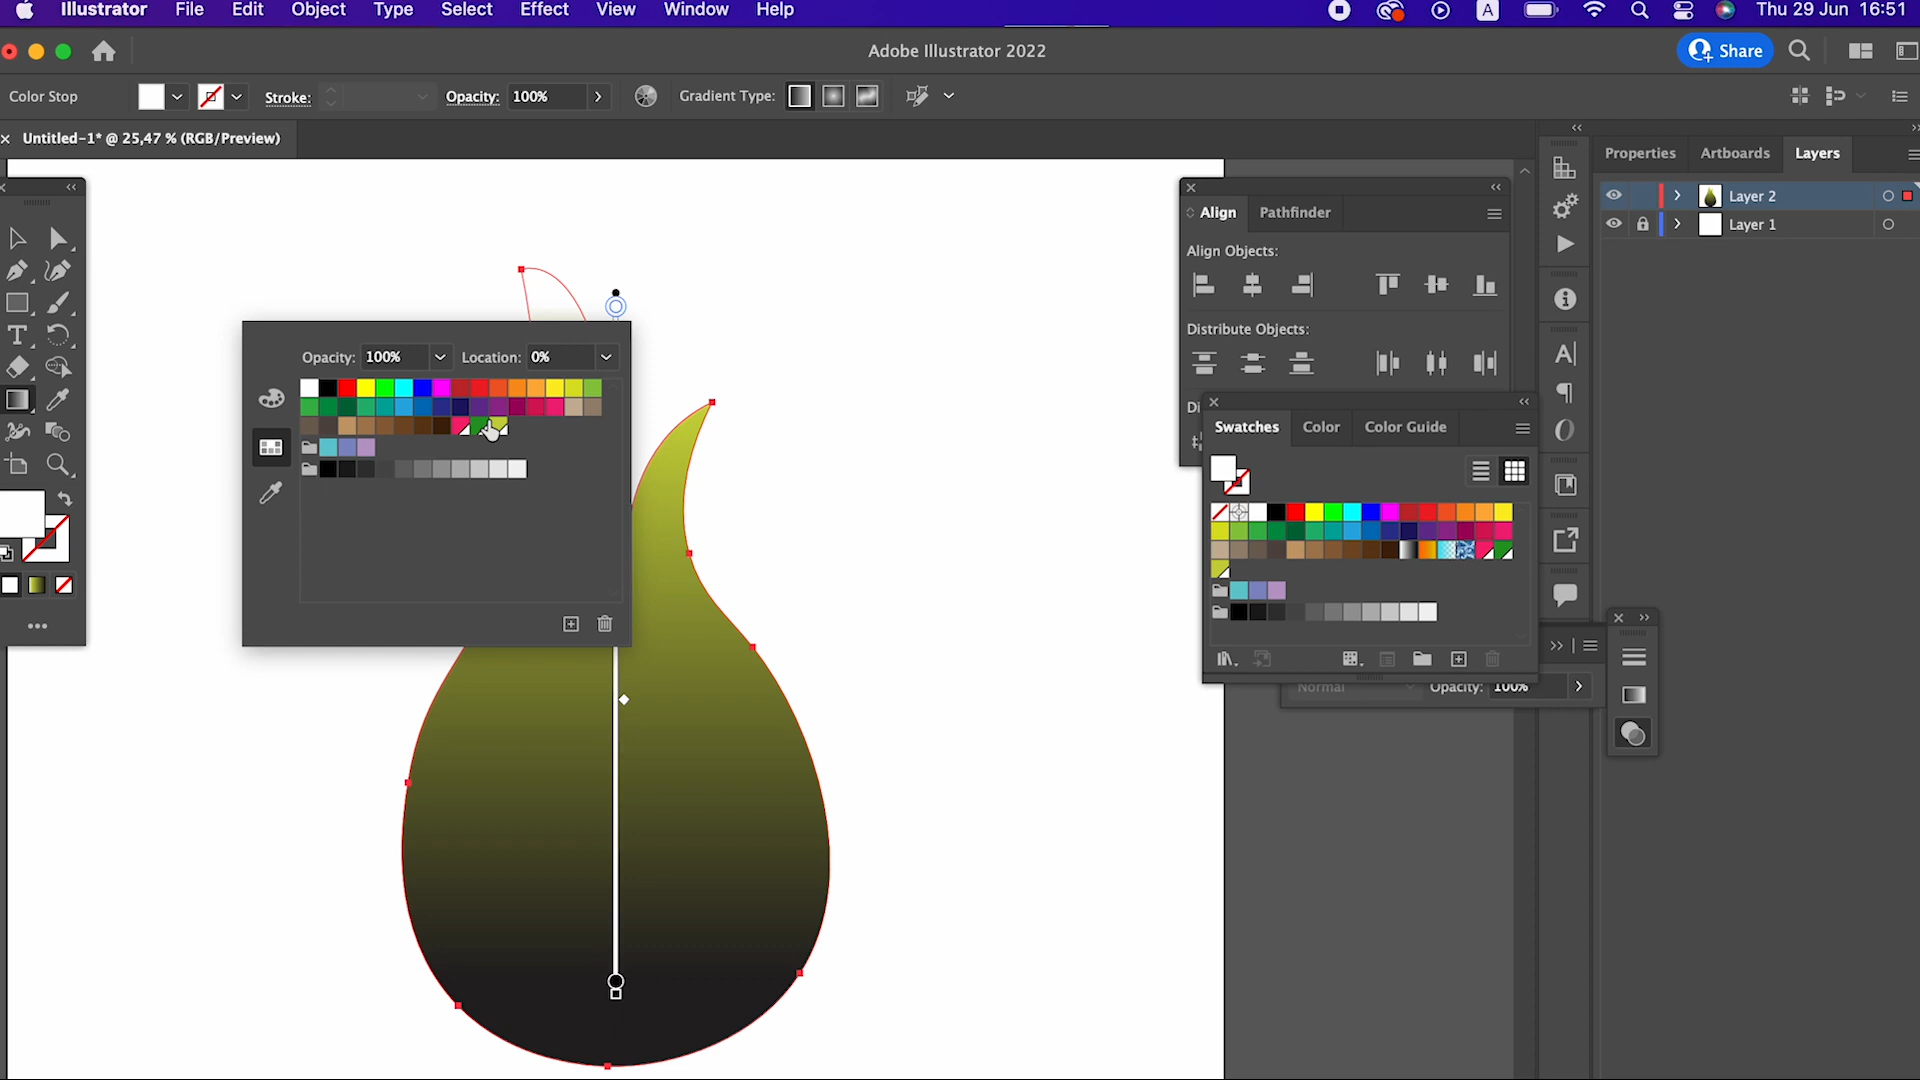 Illustrator File Edit Object Type Select Effect View Window Help A Thu 29 Jun 16:51
Adobe Illustrator 2022 Share
Color Stop Stroke: Opacity: 100% Gradient Type:
Untitled-1* @ 25,47 % (RGB/Preview)
Properties Artboards Layers
Layer 2
Layer 1
Align Pathfinder
Align Objects:
Distribute Objects:
Di
Opacity: 100% Location: 0%
Swatches Color Color Guide
Normal Opacity: 100%